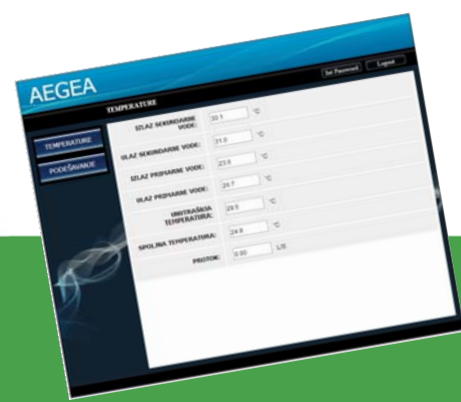 AEGEA
Set Password Logout
TEMPERATURE
TEMPERATURE
PODEŠAVANJE
IZLAZ SEKUNDARNE
VODE: 30.1 °C
ULAZ SEKUNDARNE VODE: 31.0 °C
IZLAZ PRIMARNE VODE: 23.6 °C
ULAZ PRIMARNE VODE: 24.7 °C
UNUTRAŠNJA
TEMPERATURA: 29.5 °C
SPOLJNA TEMPERATURA: 24.8 °C
PROTOK: 0.00 L/S